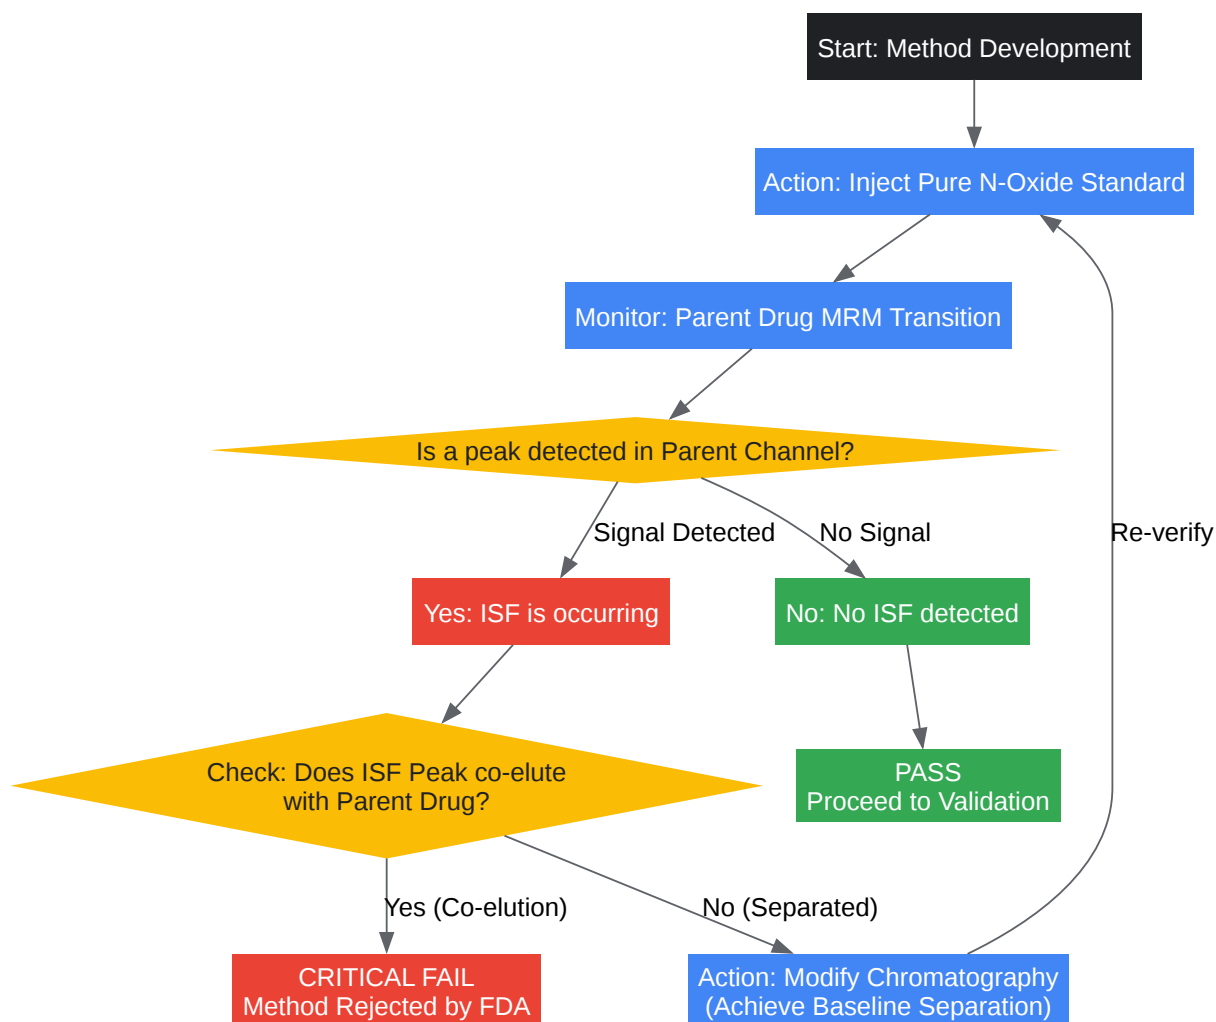 Start: Method Development
Action: Inject Pure N-Oxide Standard
Monitor: Parent Drug MRM Transition
Is a peak detected in Parent Channel?
Signal Detected
No Signal
Re-verify
Yes: ISF is occurring
No: No ISF detected
Check: Does ISF Peak co-elute
with Parent Drug?
PASS
Proceed to Validation
Yes (Co-elution)
No (Separated)
CRITICAL FAIL
Method Rejected by FDA
Action: Modify Chromatography
(Achieve Baseline Separation)